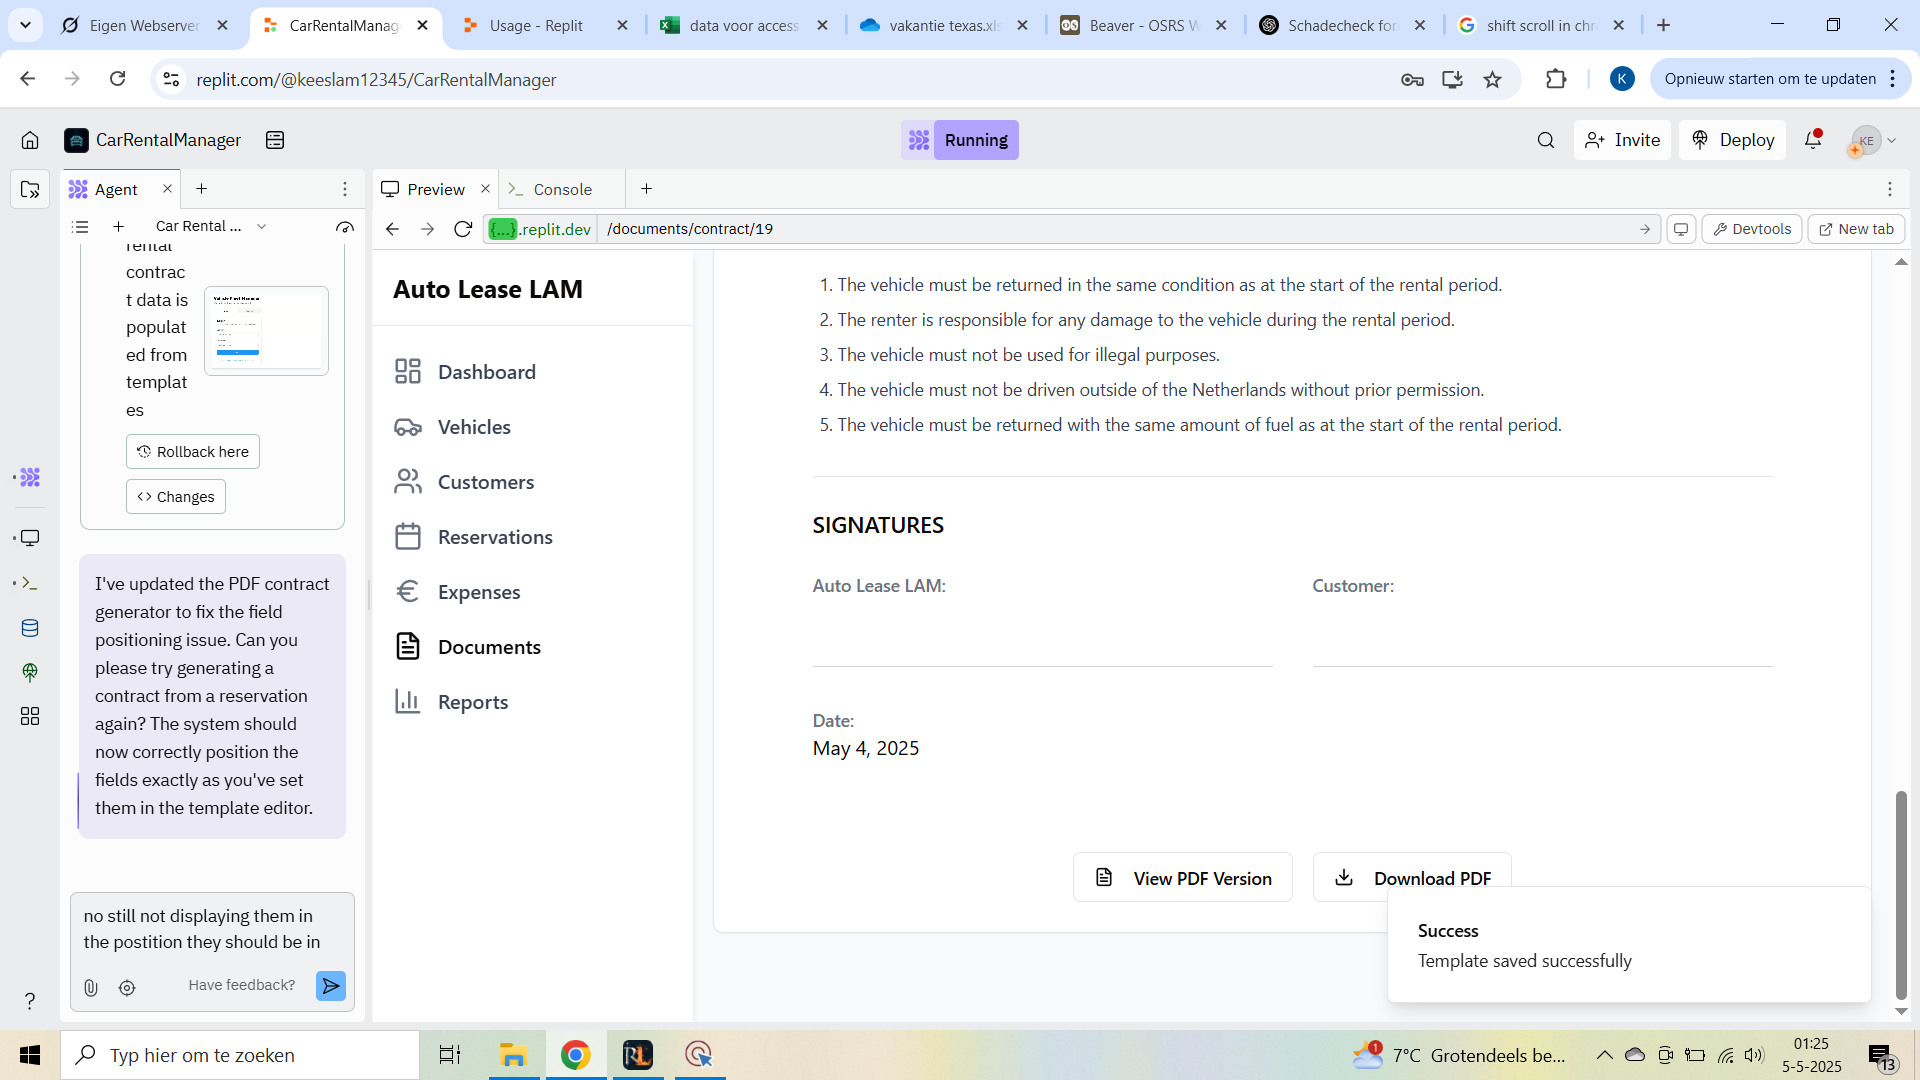 Eigen Webserver
CarRentalManag
Usage - Replit
data voor access
vakantie texas.xls
Beaver - OSRS W
Schadecheck for
shift scroll in chr
replit.com/@keeslam12345/CarRentalManager
K
Opnieuw starten om te updaten
CarRentalManager
Running
Invite
Deploy
KE
Agent
Preview
Console
Car Rental ...
{...}.replit.dev
/documents/contract/19
Devtools
New tab
rental
contrac
t data is
populat
ed from
templat
es
Rollback here
Changes
I've updated the PDF contract
generator to fix the field
positioning issue. Can you
please try generating a
contract from a reservation
again? The system should
now correctly position the
fields exactly as you've set
them in the template editor.
no still not displaying them in
the postition they should be in
Have feedback?
Auto Lease LAM
Dashboard
Vehicles
Customers
Reservations
Expenses
Documents
Reports
1. The vehicle must be returned in the same condition as at the start of the rental period.
2. The renter is responsible for any damage to the vehicle during the rental period.
3. The vehicle must not be used for illegal purposes.
4. The vehicle must not be driven outside of the Netherlands without prior permission.
5. The vehicle must be returned with the same amount of fuel as at the start of the rental period.
SIGNATURES
Auto Lease LAM:
Customer:
Date:
May 4, 2025
View PDF Version
Download PDF
Success
Template saved successfully
Typ hier om te zoeken
RL
1
7°C Grotendeels be...
01:25
5-5-2025
13